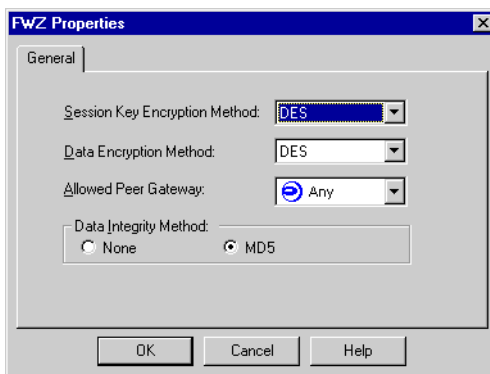 FWZ Properties
General
Session Key Encryption Method: DES
Data Encryption Method: DES
Allowed Peer Gateway: Any
Data Integrity Method:
None MD5
OK Cancel Help